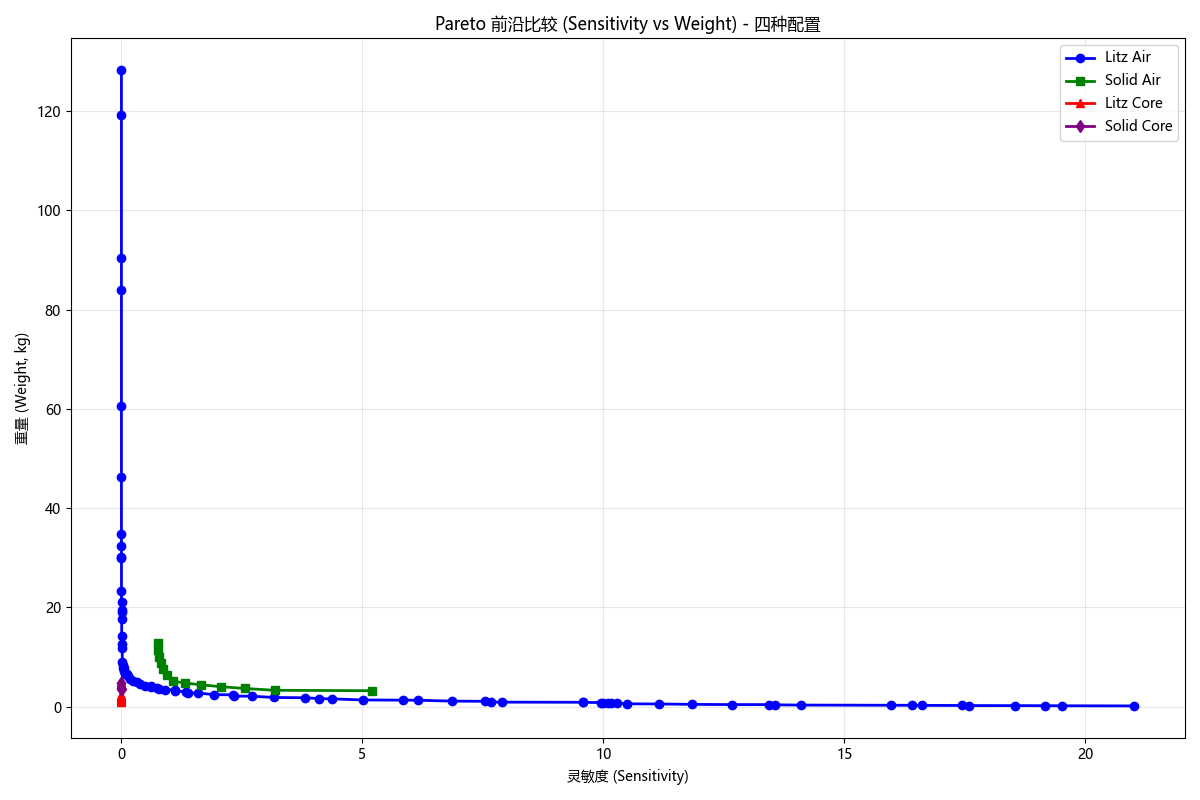 Pareto 前沿比较 (Sensitivity vs Weight) - 四种配置
Litz Air
Solid Air
Litz Core
Solid Core
重量 (Weight, kg)
120
100
80
60
40
20
0
0
5
10
15
20
灵敏度 (Sensitivity)